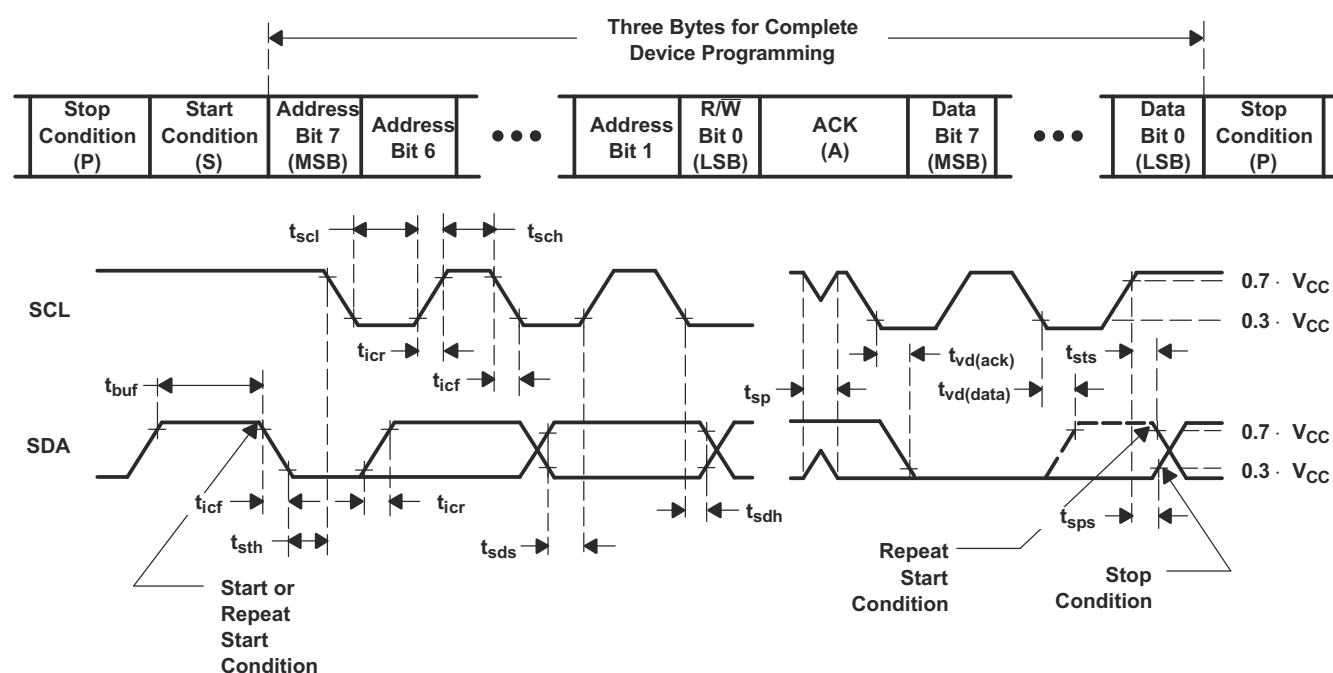 Three Bytes for Complete
Device Programming
Stop
Condition
(P)
Start
Condition
(S)
Address
Bit 7
(MSB)
Address
Bit 6
•••
Address
Bit 1
R/W̅
Bit 0
(LSB)
ACK
(A)
Data
Bit 7
(MSB)
•••
Data
Bit 0
(LSB)
Stop
Condition
(P)
tscl
tsch
SCL
0.7 · VCC
0.3 · VCC
ticr
ticf
tbuf
tsp
tvd(ack)
tsts
tvd(data)
SDA
0.7 · VCC
0.3 · VCC
ticf
ticr
tsth
tsds
tsdh
tsps
Start or
Repeat
Start
Condition
Repeat
Start
Condition
Stop
Condition